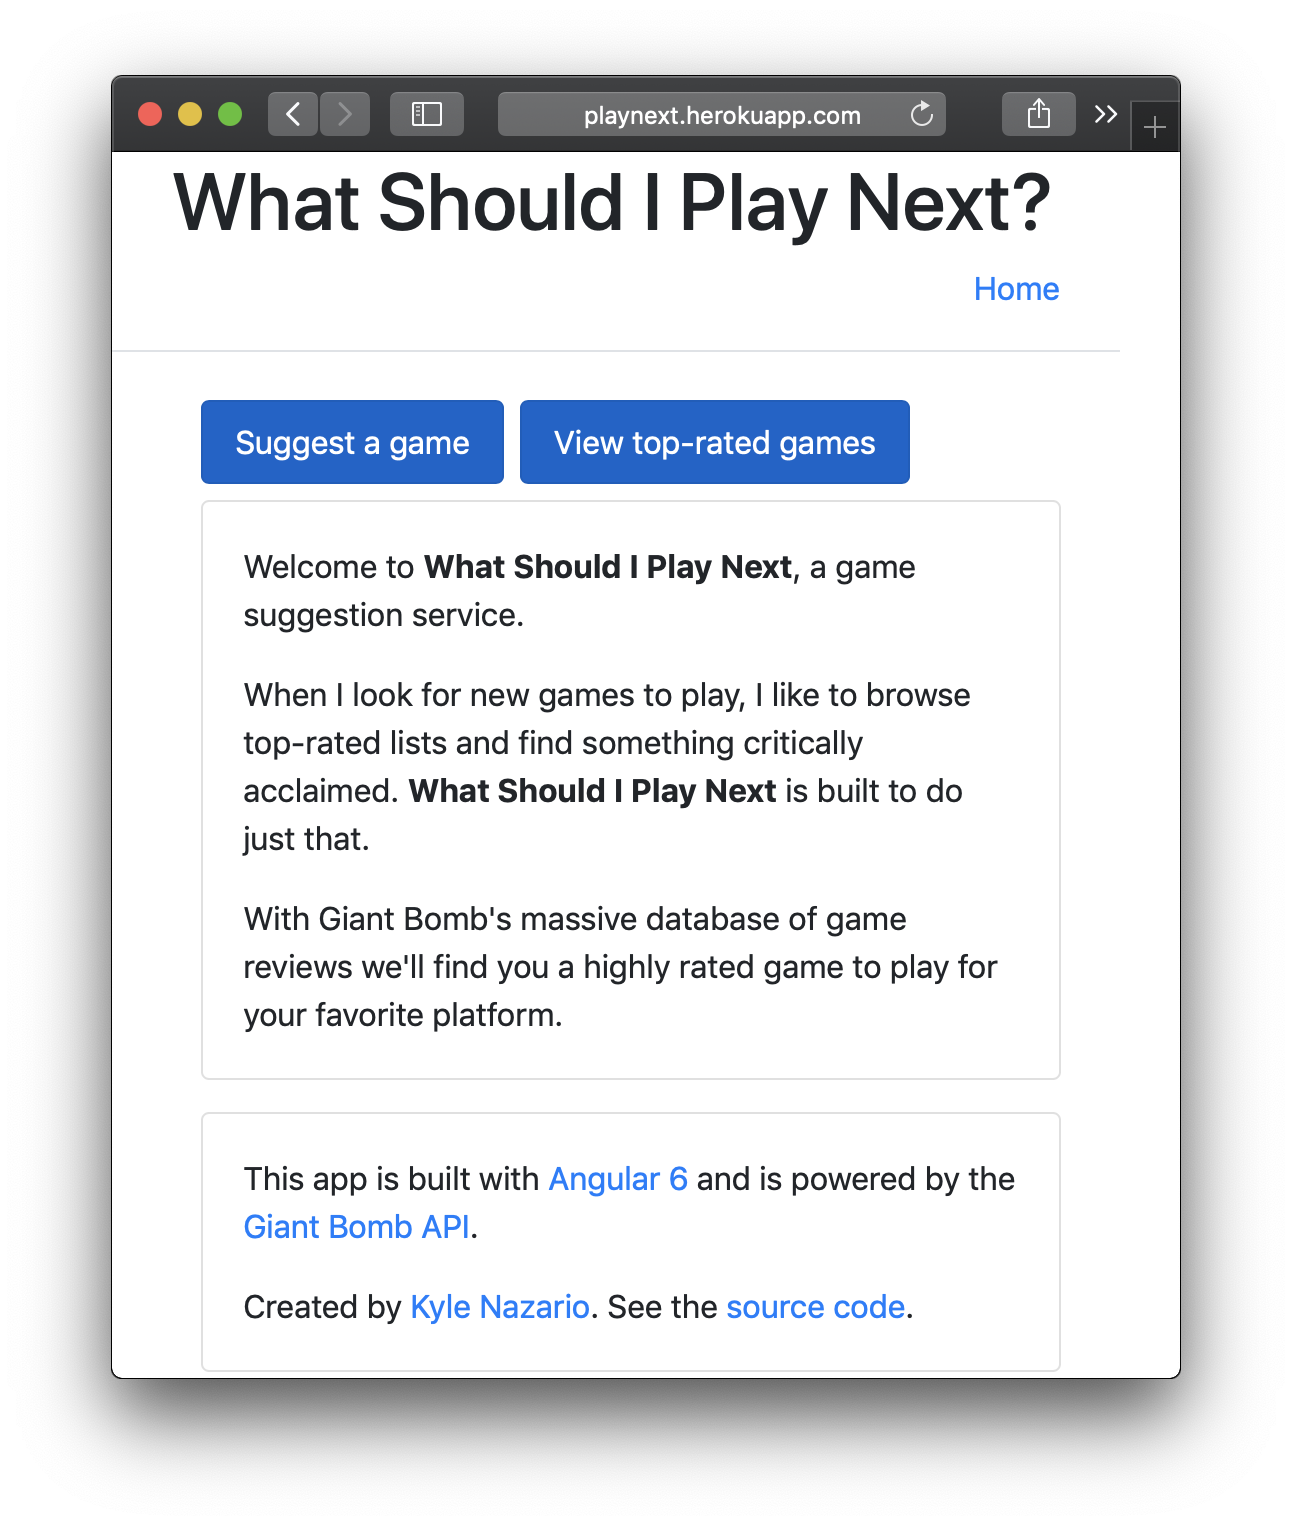 playnext.herokuapp.com
What Should I Play Next?
Home
Suggest a game
View top-rated games
Welcome to What Should I Play Next, a game
suggestion service.
When I look for new games to play, I like to browse
top-rated lists and find something critically
acclaimed. What Should I Play Next is built to do
just that.
With Giant Bomb's massive database of game
reviews we'll find you a highly rated game to play for
your favorite platform.
This app is built with Angular 6 and is powered by the
Giant Bomb API.
Created by Kyle Nazario. See the source code.